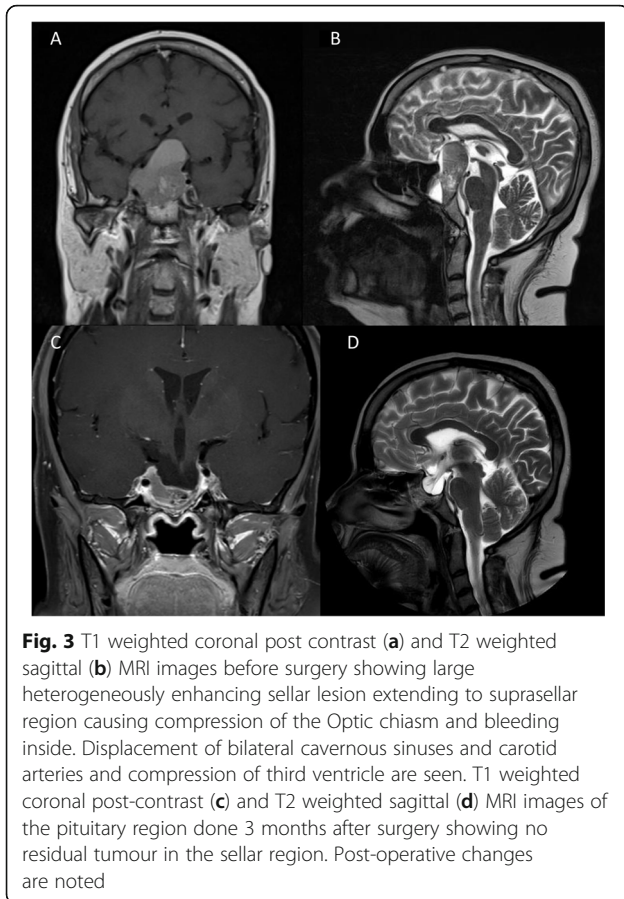 A
B
C
D
Fig. 3 T1 weighted coronal post contrast (a) and T2 weighted
sagittal (b) MRI images before surgery showing large
heterogeneously enhancing sellar lesion extending to suprasellar
region causing compression of the Optic chiasm and bleeding
inside. Displacement of bilateral cavernous sinuses and carotid
arteries and compression of third ventricle are seen. T1 weighted
coronal post-contrast (c) and T2 weighted sagittal (d) MRI images of
the pituitary region done 3 months after surgery showing no
residual tumour in the sellar region. Post-operative changes
are noted